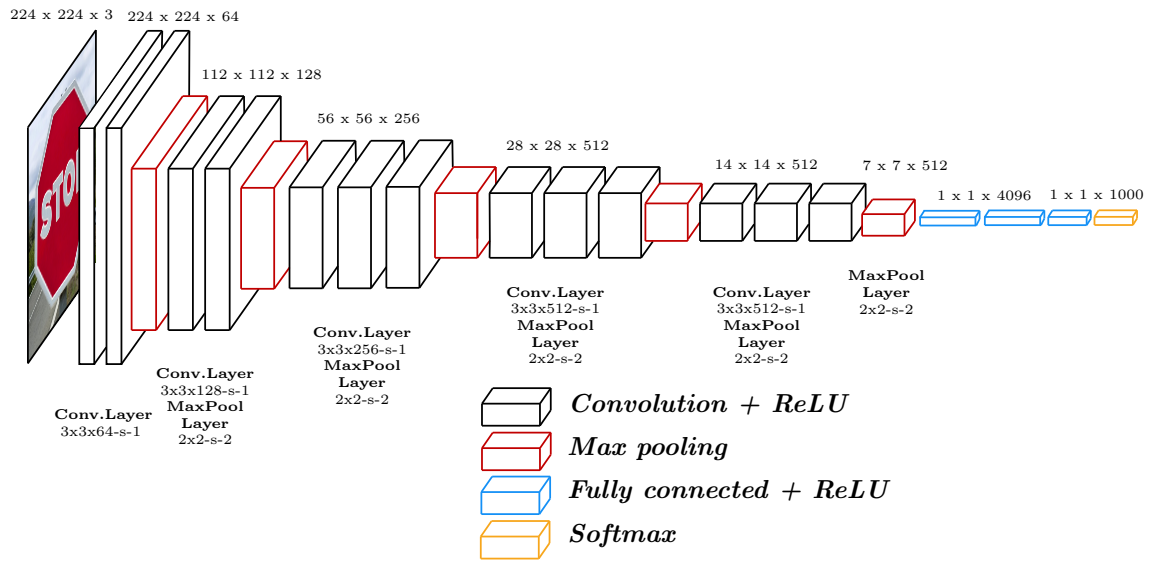 224 x 224 x 3
224 x 224 x 64
112 x 112 x 128
56 x 56 x 256
28 x 28 x 512
14 x 14 x 512
7 x 7 x 512
1 x 1 x 4096
1 x 1 x 1000
STO
Conv.Layer
3x3x64-s-1
Conv.Layer
3x3x128-s-1
MaxPool
Layer
2x2-s-2
Conv.Layer
3x3x256-s-1
MaxPool
Layer
2x2-s-2
Conv.Layer
3x3x512-s-1
MaxPool
Layer
2x2-s-2
Conv.Layer
3x3x512-s-1
MaxPool
Layer
2x2-s-2
MaxPool
Layer
2x2-s-2
Convolution + ReLU
Max pooling
Fully connected + ReLU
Softmax